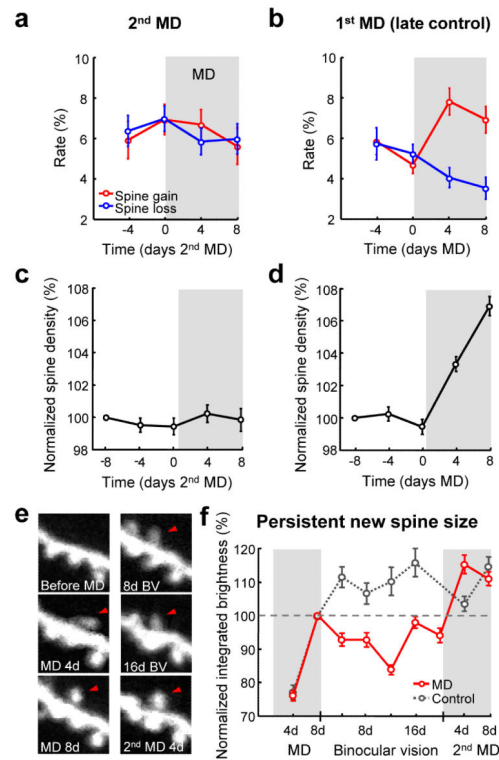 a
2nd MD
b
1st MD (late control)
Rate (%)
10
8
6
4
2
MD
Spine gain
Spine loss
-4 0 4 8
Time (days 2nd MD)
Rate (%)
10
8
6
4
2
-4 0 4 8
Time (days MD)
c
Normalized spine density (%)
108
106
104
102
100
98
-8 -4 0 4 8
Time (days 2nd MD)
d
Normalized spine density (%)
108
106
104
102
100
98
-8 -4 0 4 8
Time (days MD)
e
Before MD
8d BV
MD 4d
16d BV
MD 8d
2nd MD 4d
f
Persistent new spine size
Normalized integrated brightness (%)
120
110
100
90
80
70
MD
Control
4d 8d 8d 16d 4d 8d
MD Binocular vision 2nd MD